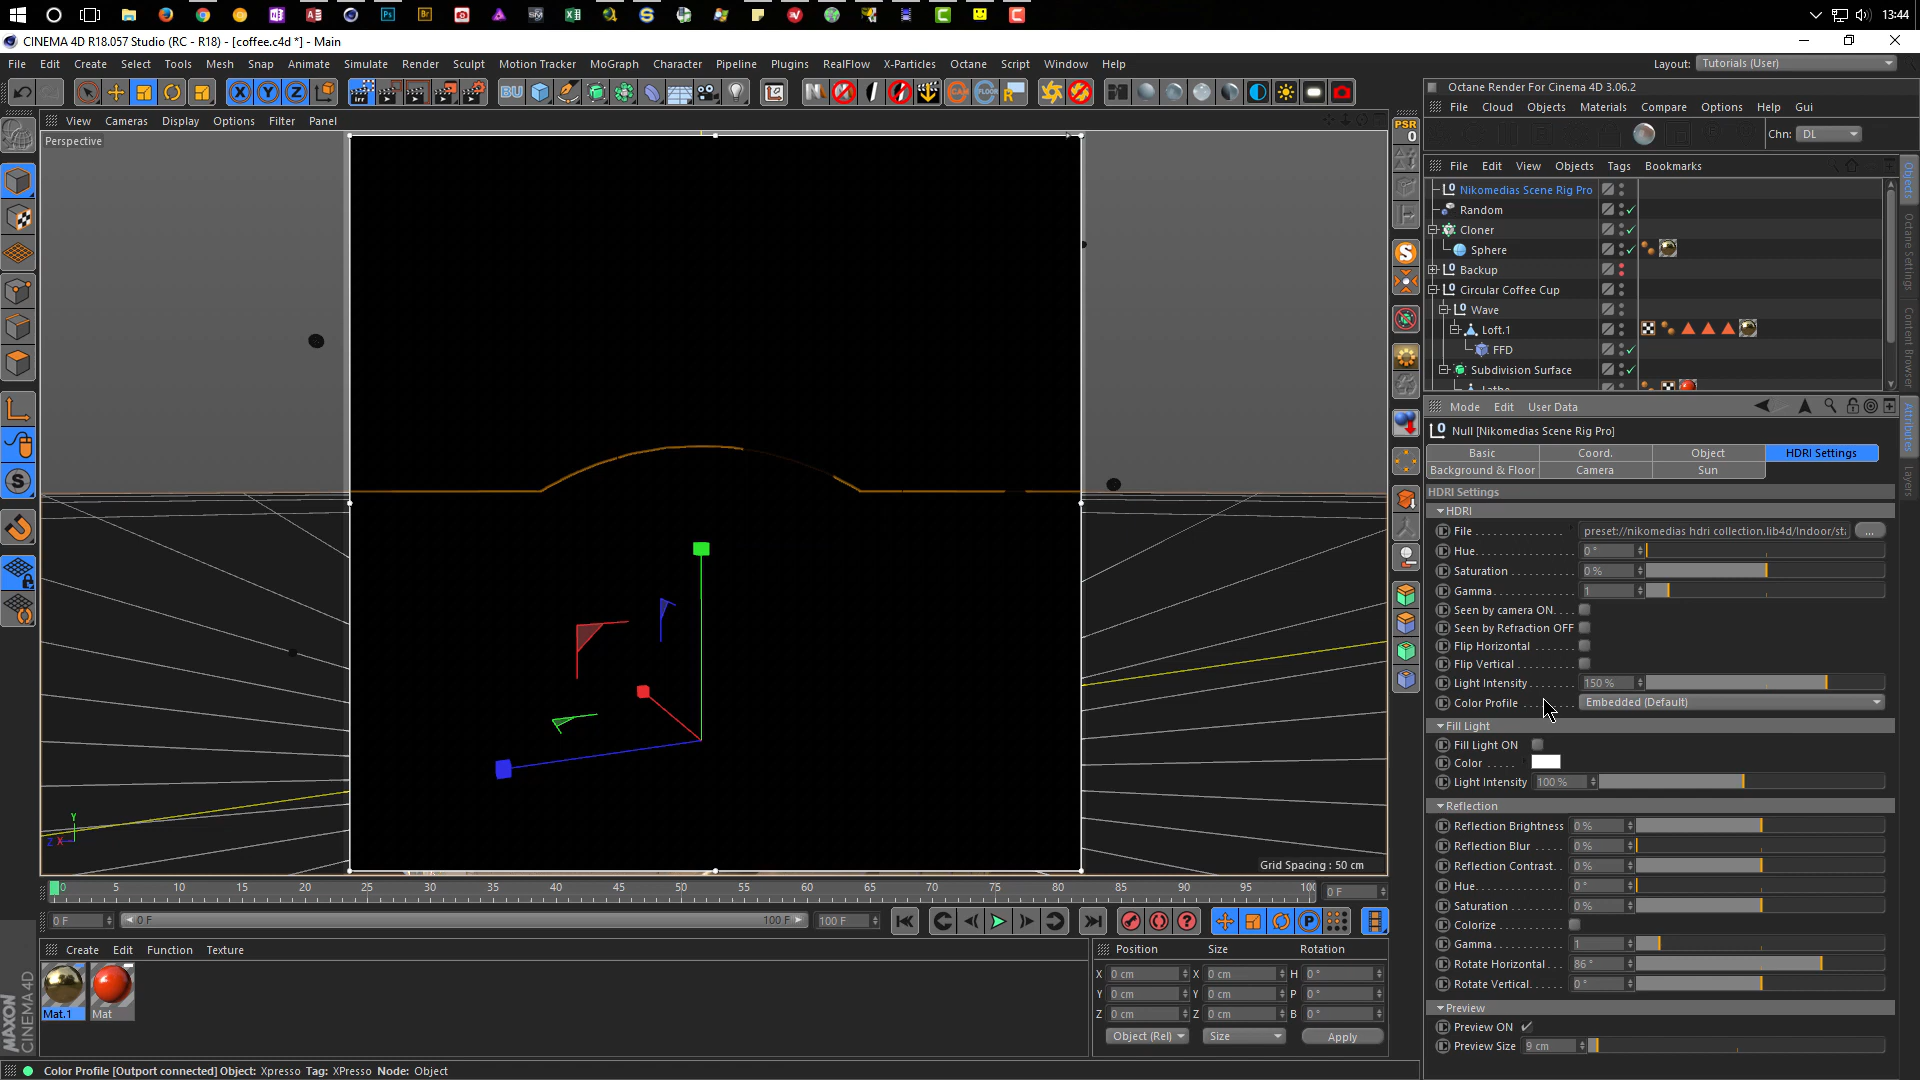 13:44
CINEMA 4D R18.057 Studio (RC - R18) - [coffee.c4d *] - Main
File Edit Create Select Tools Mesh Snap Animate Simulate Render Sculpt Motion Tracker MoGraph Character Pipeline Plugins RealFlow X-Particles Octane Script Window Help
Layout: Tutorials (User)
View Cameras Display Options Filter Panel
Perspective
Grid Spacing : 50 cm
PSR
0
Octane Render For Cinema 4D 3.06.2
File Cloud Objects Materials Compare Options Help Gui
Chn: DL
File Edit View Objects Tags Bookmarks
Nikomedias Scene Rig Pro
Random
Cloner
Sphere
Backup
Circular Coffee Cup
Wave
Loft.1
FFD
Subdivision Surface
Lathe
Objects
Octane Settings
Content Browser
Attributes
Layers
Mode Edit User Data
Null [Nikomedias Scene Rig Pro]
Basic Coord. Object HDRI Settings
Background & Floor Camera Sun
HDRI Settings
HDRI
File preset://nikomedias hdri collection.lib4d/Indoor/sta ...
Hue 0 °
Saturation 0 %
Gamma 1
Seen by camera ON
Seen by Refraction OFF
Flip Horizontal
Flip Vertical
Light Intensity 150 %
Color Profile Embedded (Default)
Fill Light
Fill Light ON
Color
Light Intensity 100 %
Reflection
Reflection Brightness 0 %
Reflection Blur 0 %
Reflection Contrast 0 %
Hue 0 °
Saturation 0 %
Colorize
Gamma 1
Rotate Horizontal 86 °
Rotate Vertical 0 °
Preview
Preview ON
Preview Size 9 cm
0 5 10 15 20 25 30 35 40 45 50 55 60 65 70 75 80 85 90 95 100 0 F
0 F 0 F 100 F 100 F
Create Edit Function Texture
Mat.1 Mat
Position Size Rotation
X 0 cm X 0 cm H 0 °
Y 0 cm Y 0 cm P 0 °
Z 0 cm Z 0 cm B 0 °
Object (Rel) Size Apply
MAXON
CINEMA 4D
Color Profile [Outport connected] Object: Xpresso Tag: XPresso Node: Object